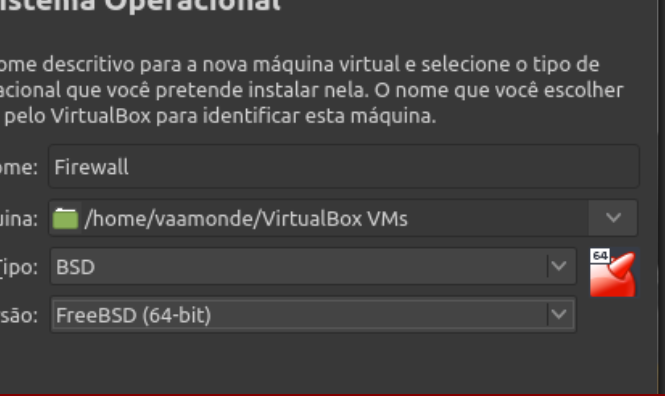 istema Operacional
ome descritivo para a nova máquina virtual e selecione o tipo de
acional que você pretende instalar nela. O nome que você escolher
pelo VirtualBox para identificar esta máquina.
ome: Firewall
uina: /home/vaamonde/VirtualBox VMs
Tipo: BSD
64
são: FreeBSD (64-bit)